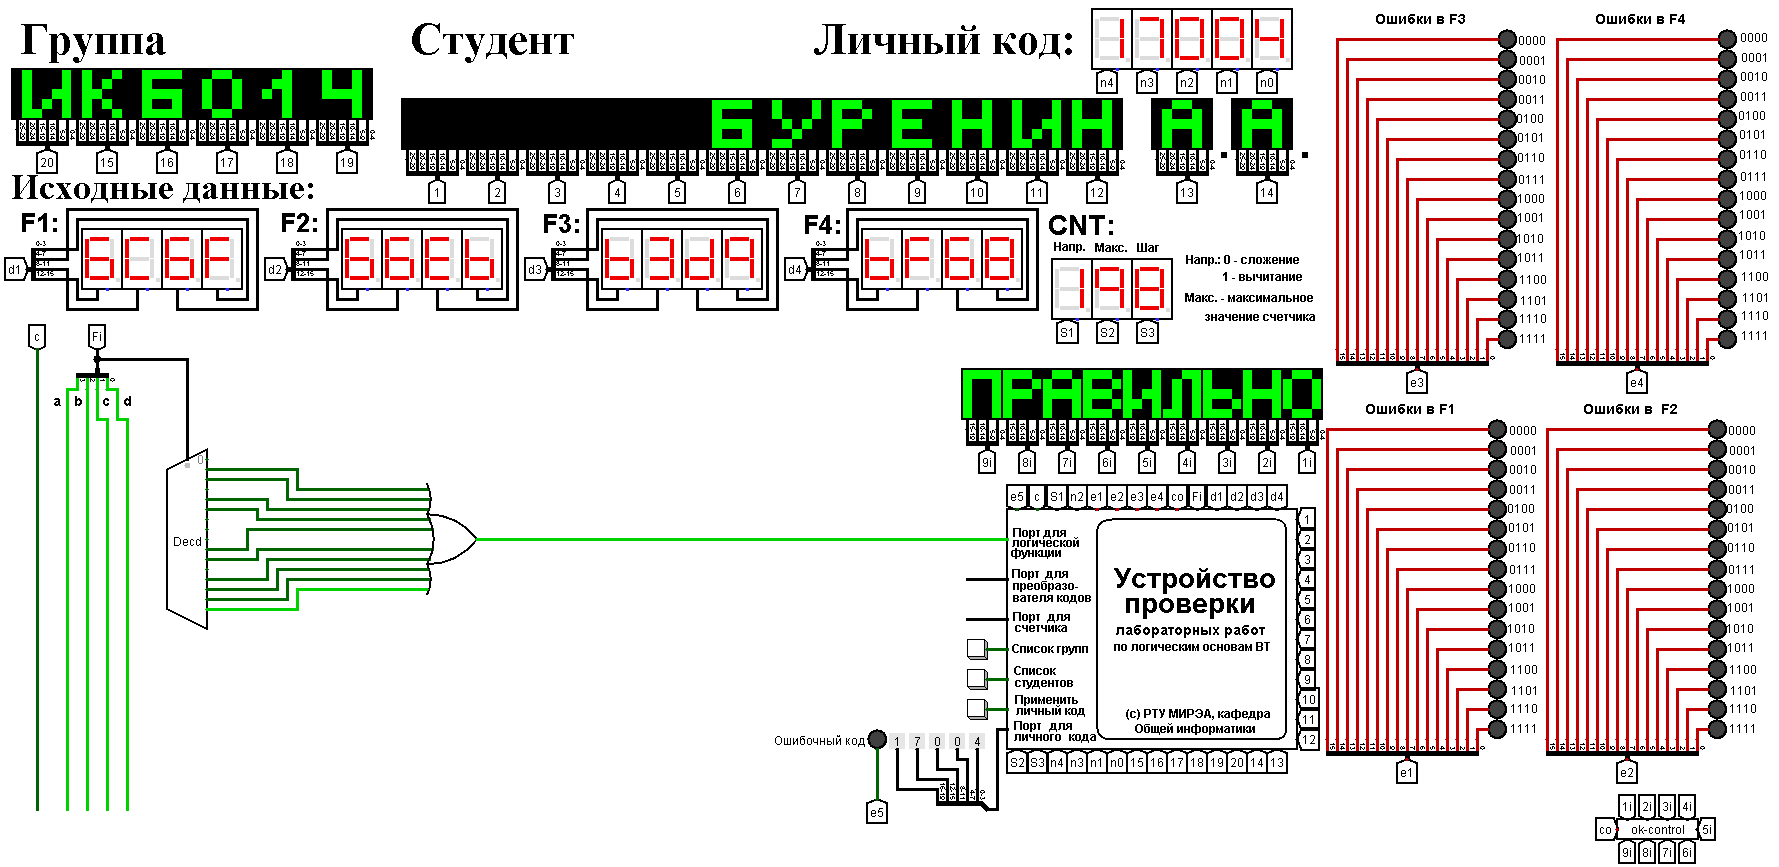 Группа
Студент
Личный код:
17004
n4 n3 n2 n1 n0
ИКБО14
БУРЕНИН А.А.
20 15 16 17 18 19
1 2 3 4 5 6 7 8 9 10 11 12 13 14
Исходные данные:
F1:
F2:
F3:
F4:
CNT:
0-3
4-7
8-11
12-15
d1
d2
d3
d4
Напр. Макс. Шаг
198
S1 S2 S3
Напр.: 0 - сложение
1 - вычитание
Макс. - максимальное
значение счетчика
c
Fi
a b c d
Decd
0
ПРАВИЛЬНО
9i 8i 7i 6i 5i 4i 3i 2i 1i
e5 c S1 n2 e1 e2 e3 e4 co Fi d1 d2 d3 d4
Порт для
логической
функции
Порт для
преобразо-
вателя кодов
Порт для
счетчика
Список групп
Список
студентов
Применить
личный код
Порт для
личного кода
Устройство
проверки
лабораторных работ
по логическим основам ВТ
(с) РТУ МИРЭА, кафедра
Общей информатики
1
2
3
4
5
6
7
8
9
10
11
12
S2 S3 n4 n3 n1 n0 15 16 17 18 19 20 14 13
Ошибочный код
1 7 0 0 4
e5
Ошибки в F3
0000
0001
0010
0011
0100
0101
0110
0111
1000
1001
1010
1011
1100
1101
1110
1111
e3
Ошибки в F4
0000
0001
0010
0011
0100
0101
0110
0111
1000
1001
1010
1011
1100
1101
1110
1111
e4
Ошибки в F1
0000
0001
0010
0011
0100
0101
0110
0111
1000
1001
1010
1011
1100
1101
1110
1111
e1
Ошибки в F2
0000
0001
0010
0011
0100
0101
0110
0111
1000
1001
1010
1011
1100
1101
1110
1111
e2
1i 2i 3i 4i
co ok-control 5i
9i 8i 7i 6i